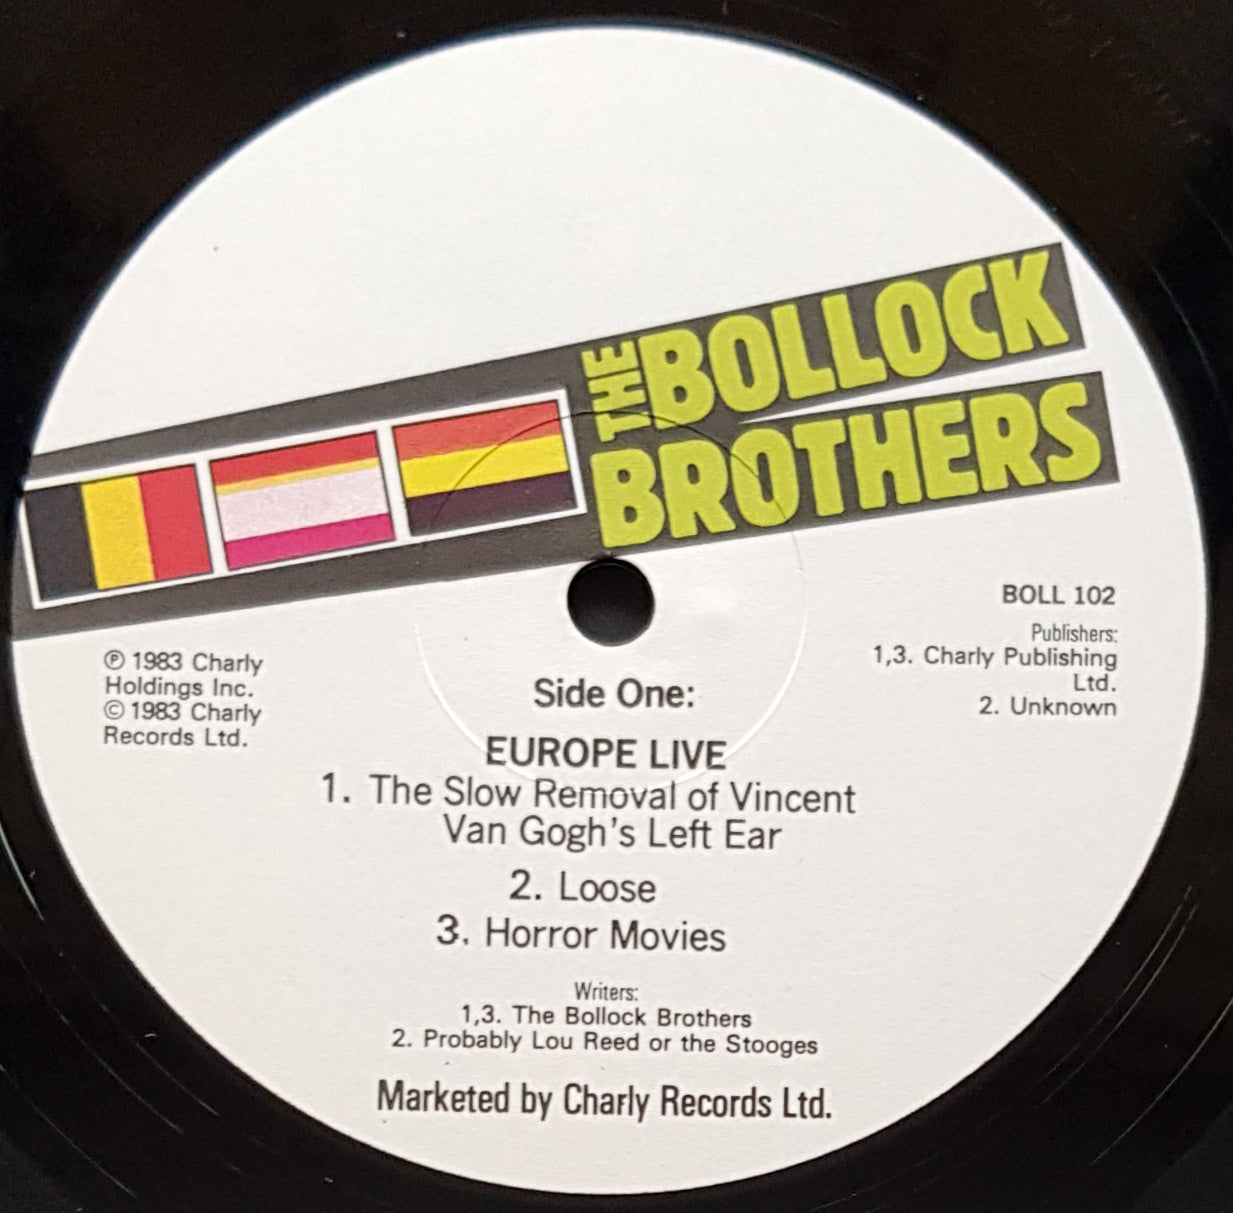 THE BOLLOCK
BROTHERS
BOLL 102
Publishers:
1,3. Charly Publishing
Ltd.
2. Unknown
℗ 1983 Charly
Holdings Inc.
© 1983 Charly
Records Ltd.
Side One:
EUROPE LIVE
1. The Slow Removal of Vincent
Van Gogh's Left Ear
2. Loose
3. Horror Movies
Writers:
1,3. The Bollock Brothers
2. Probably Lou Reed or the Stooges
Marketed by Charly Records Ltd.